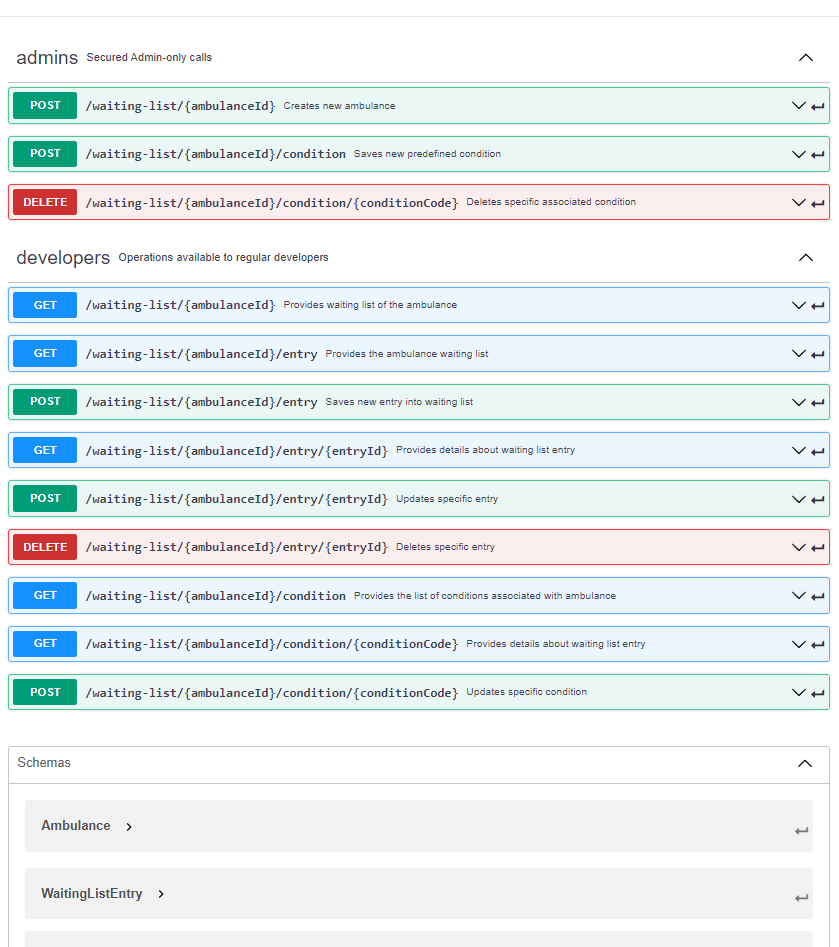 admins Secured Admin-only calls
POST /waiting-list/{ambulanceId} Creates new ambulance
POST /waiting-list/{ambulanceId}/condition Saves new predefined condition
DELETE /waiting-list/{ambulanceId}/condition/{conditionCode} Deletes specific associated condition
developers Operations available to regular developers
GET /waiting-list/{ambulanceId} Provides waiting list of the ambulance
GET /waiting-list/{ambulanceId}/entry Provides the ambulance waiting list
POST /waiting-list/{ambulanceId}/entry Saves new entry into waiting list
GET /waiting-list/{ambulanceId}/entry/{entryId} Provides details about waiting list entry
POST /waiting-list/{ambulanceId}/entry/{entryId} Updates specific entry
DELETE /waiting-list/{ambulanceId}/entry/{entryId} Deletes specific entry
GET /waiting-list/{ambulanceId}/condition Provides the list of conditions associated with ambulance
GET /waiting-list/{ambulanceId}/condition/{conditionCode} Provides details about waiting list entry
POST /waiting-list/{ambulanceId}/condition/{conditionCode} Updates specific condition
Schemas
Ambulance
WaitingListEntry